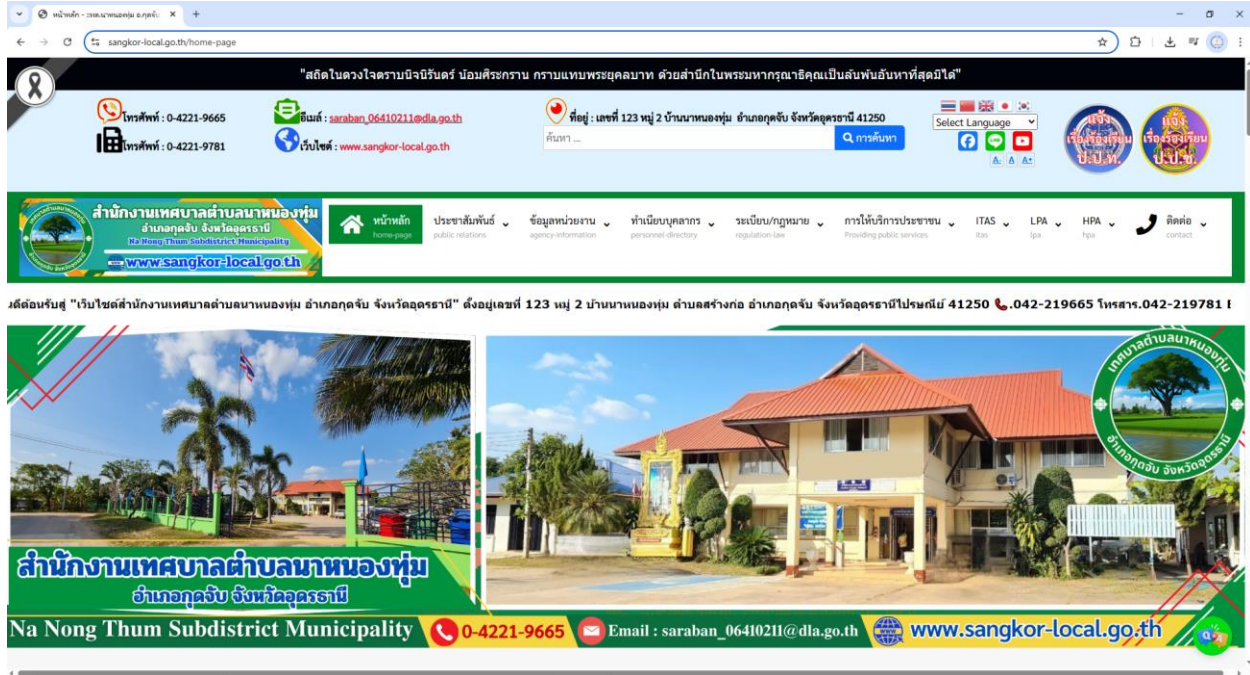 หน้าหลัก - :ทต.นาหนองทุ่ม อ.กุดจับ
sangkor-local.go.th/home-page
"สถิตในดวงใจตราบนิจนิรันดร์ น้อมศิระกราน กราบแทบพระยุคลบาท ด้วยสำนึกในพระมหากรุณาธิคุณเป็นล้นพ้นอันหาที่สุดมิได้"
โทรศัพท์ : 0-4221-9665
อีเมล์ : saraban_06410211@dla.go.th
ที่อยู่ : เลขที่ 123 หมู่ 2 บ้านนาหนองทุ่ม อำเภอกุดจับ จังหวัดอุดรธานี 41250
Select Language
โทรศัพท์ : 0-4221-9781
เว็บไซต์ : www.sangkor-local.go.th
ค้นหา ...
การค้นหา
A- A A+
แจ้ง
เรื่องร้องเรียน
ป.ป.ท.
แจ้ง
เรื่องร้องเรียน
ป.ป.ช.
สำนักงานเทศบาลตำบลนาหนองทุ่ม
อำเภอกุดจับ จังหวัดอุดรธานี
Na Nong Thum Subdistrict Municipality
www.sangkor-local.go.th
หน้าหลัก ประชาสัมพันธ์ ข้อมูลหน่วยงาน ทำเนียบบุคลากร ระเบียบ/กฎหมาย การให้บริการประชาชน ITAS LPA HPA ติดต่อ
home-page public relations agency-information personnel-directory regulation-law Providing public services itas lpa hpa contact
นดีต้อนรับสู่ "เว็บไซต์สำนักงานเทศบาลตำบลนาหนองทุ่ม อำเภอกุดจับ จังหวัดอุดรธานี" ตั้งอยู่เลขที่ 123 หมู่ 2 บ้านนาหนองทุ่ม ตำบลสร้างก่อ อำเภอกุดจับ จังหวัดอุดรธานีไปรษณีย์ 41250 .042-219665 โทรสาร.042-219781 E
เทศบาลตำบลนาหนองทุ่ม
อำเภอกุดจับ จังหวัดอุดรธานี
สำนักงานเทศบาลตำบลนาหนองทุ่ม
อำเภอกุดจับ จังหวัดอุดรธานี
Na Nong Thum Subdistrict Municipality 0-4221-9665 Email : saraban_06410211@dla.go.th www.sangkor-local.go.th
Q A